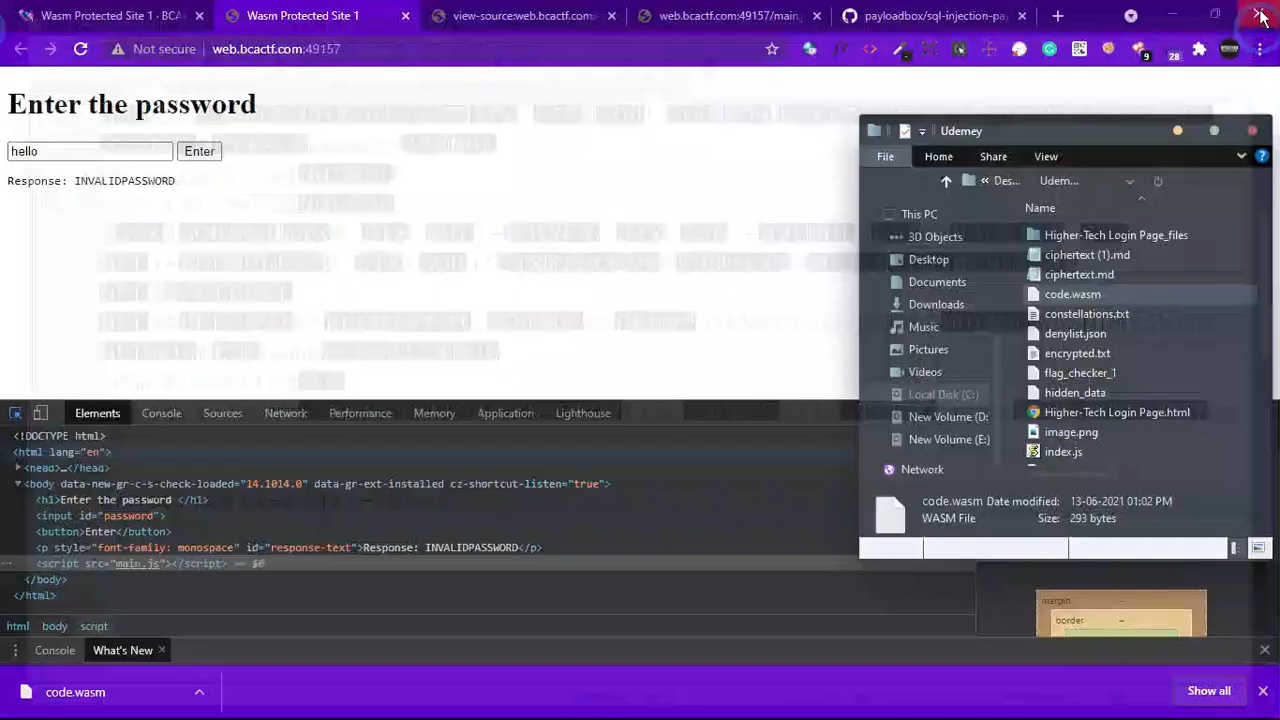 Wasm Protected Site 1 - BCA
Wasm Protected Site 1
view-source:web.bcactf.com:49157/
web.bcactf.com:49157/main.
payloadbox/sql-injection-pa
Not secure
web.bcactf.com:49157
9
28
Enter the password
hello
Enter
Response: INVALIDPASSWORD
Udemey
File
Home
Share
View
« Des...
Udem...
Name
This PC
3D Objects
Desktop
Documents
Downloads
Music
Pictures
Videos
Local Disk (C:)
New Volume (D:
New Volume (E:)
Network
Higher-Tech Login Page_files
ciphertext (1).md
ciphertext.md
code.wasm
constellations.txt
denylist.json
encrypted.txt
flag_checker_1
hidden_data
Higher-Tech Login Page.html
image.png
index.js
code.wasm Date modified: 13-06-2021 01:02 PM
WASM File Size: 293 bytes
Elements
Console
Sources
Network
Performance
Memory
Application
Lighthouse
<!DOCTYPE html>
<html lang="en">
<head>…</head>
<body data-new-gr-c-s-check-loaded="14.1014.0" data-gr-ext-installed cz-shortcut-listen="true">
<h1>Enter the password </h1>
<input id="password">
<button>Enter</button>
<p style="font-family: monospace" id="response-text">Response: INVALIDPASSWORD</p>
<script src="main.js"></script> == $0
</body>
</html>
html
body
script
margin
-
border
-
Console
What's New
code.wasm
Show all